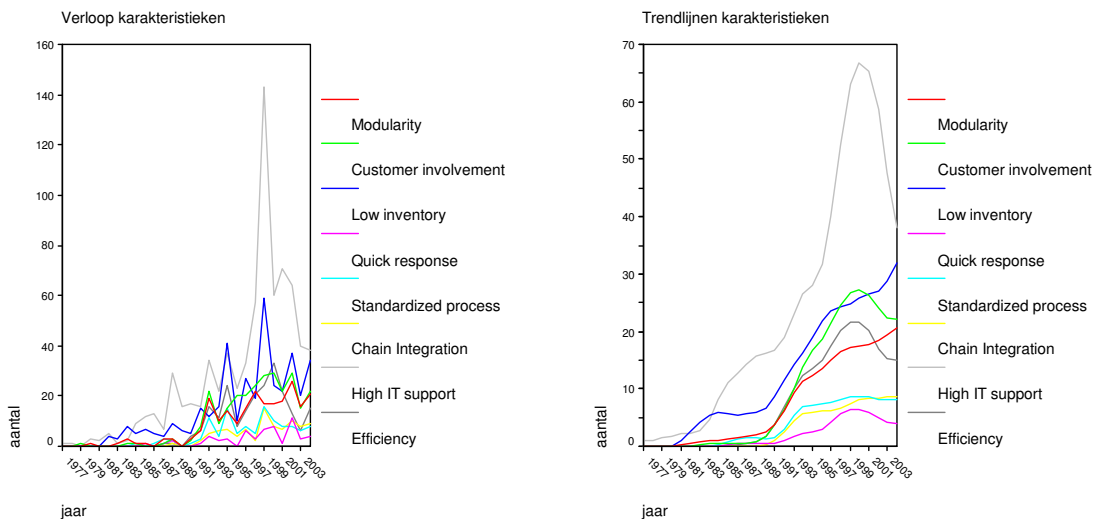 Verloop karakteristieken
160
140
120
100
80
60
40
20
0
aantal
1977
1979
1981
1983
1985
1987
1989
1991
1993
1995
1997
1999
2001
2003
jaar
Modularity
Customer involvement
Low inventory
Quick response
Standardized process
Chain Integration
High IT support
Efficiency
Trendlijnen karakteristieken
70
60
50
40
30
20
10
0
aantal
1977
1979
1981
1983
1985
1987
1989
1991
1993
1995
1997
1999
2001
2003
jaar
Modularity
Customer involvement
Low inventory
Quick response
Standardized process
Chain Integration
High IT support
Efficiency